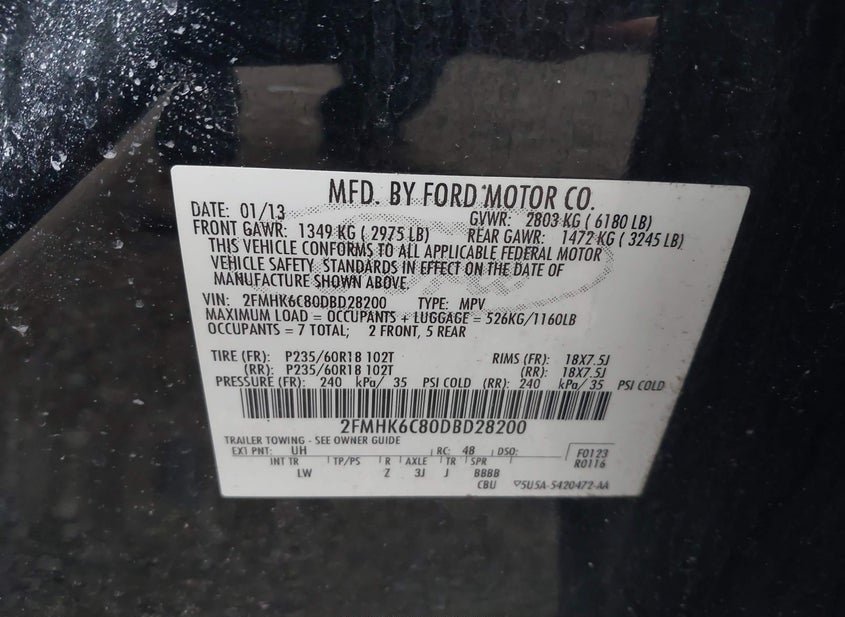 MFD. BY FORD MOTOR CO.
DATE: 01/13 GVWR: 2803 KG ( 6180 LB)
FRONT GAWR: 1349 KG ( 2975 LB) REAR GAWR: 1472 KG ( 3245 LB)
THIS VEHICLE CONFORMS TO ALL APPLICABLE FEDERAL MOTOR
VEHICLE SAFETY STANDARDS IN EFFECT ON THE DATE OF
MANUFACTURE SHOWN ABOVE.
VIN: 2FMHK6C80DBD28200 TYPE: MPV
MAXIMUM LOAD = OCCUPANTS + LUGGAGE = 526KG/1160LB
OCCUPANTS = 7 TOTAL; 2 FRONT, 5 REAR
TIRE (FR): P235/60R18 102T RIMS (FR): 18X7.5J
(RR): P235/60R18 102T (RR): 18X7.5J
PRESSURE (FR): 240 kPa/ 35 PSI COLD (RR): 240 kPa/ 35 PSI COLD
2FMHK6C80DBD28200
TRAILER TOWING - SEE OWNER GUIDE
EXT PNT: UH RC: 48 DSO: F0123
INT TR TP/PS R AXLE TR SPR R0116
LW Z 3J J BBBB
CBU 5U5A-5420472-AA